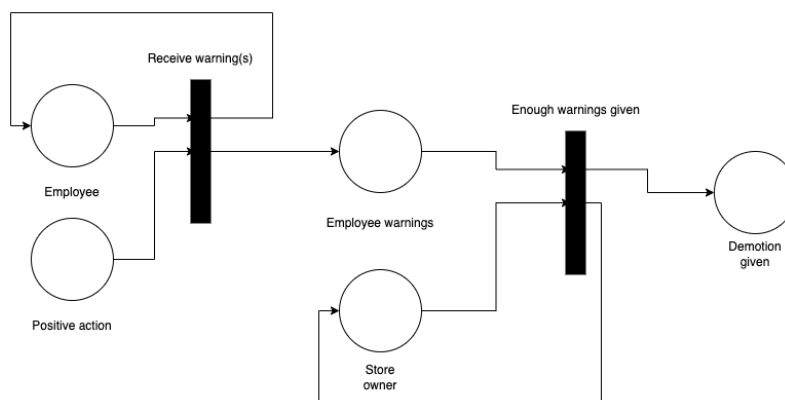 Receive warning(s)
Enough warnings given
Employee
Employee warnings
Demotion
given
Positive action
Store
owner